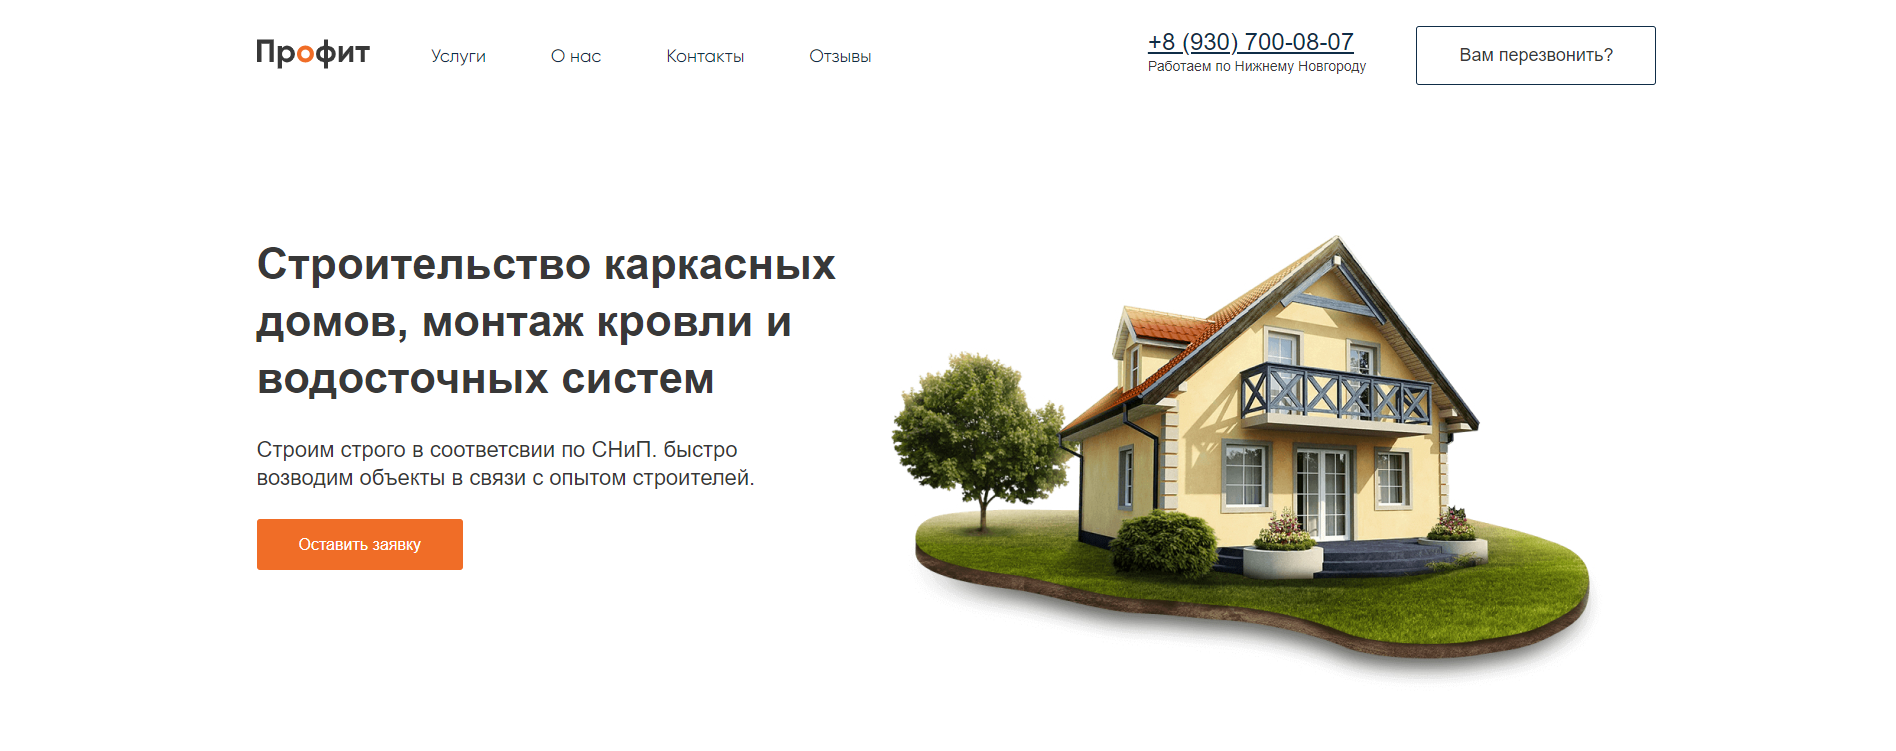 Профит
Услуги
О нас
Контакты
Отзывы
+8 (930) 700-08-07
Работаем по Нижнему Новгороду
Вам перезвонить?
Строительство каркасных
домов, монтаж кровли и
водосточных систем
Строим строго в соответсвии по СНиП. быстро
возводим объекты в связи с опытом строителей.
Оставить заявку